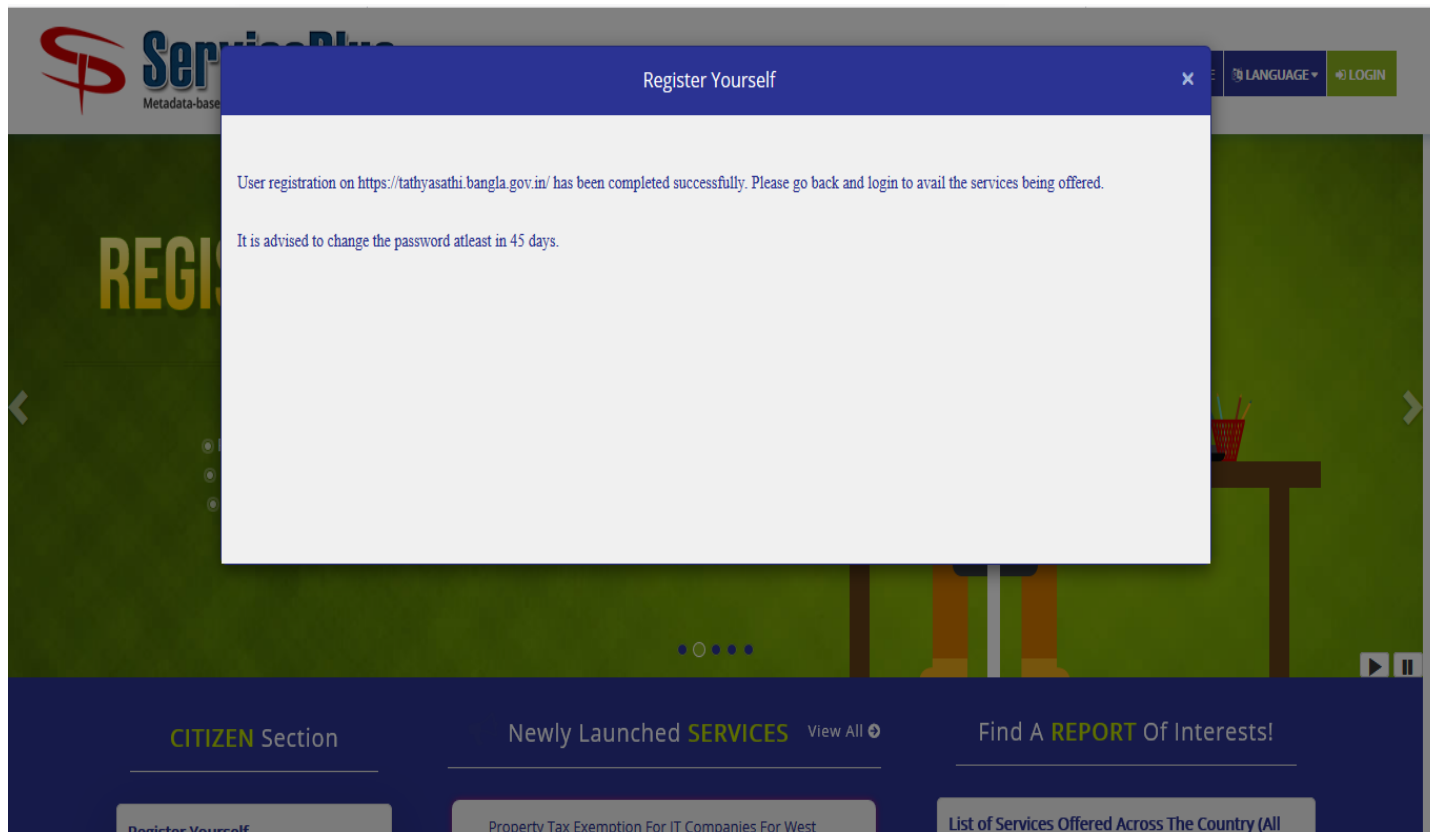 Metadata-base
Register Yourself ×
LANGUAGE
LOGIN
User registration on https://tathyasathi.bangla.gov.in/ has been completed successfully. Please go back and login to avail the services being offered.
It is advised to change the password atleast in 45 days.
CITIZEN Section
Newly Launched SERVICES View All
Find A REPORT Of Interests!
Register Yourself
Property Tax Exemption For IT Companies For West
List of Services Offered Across The Country (All